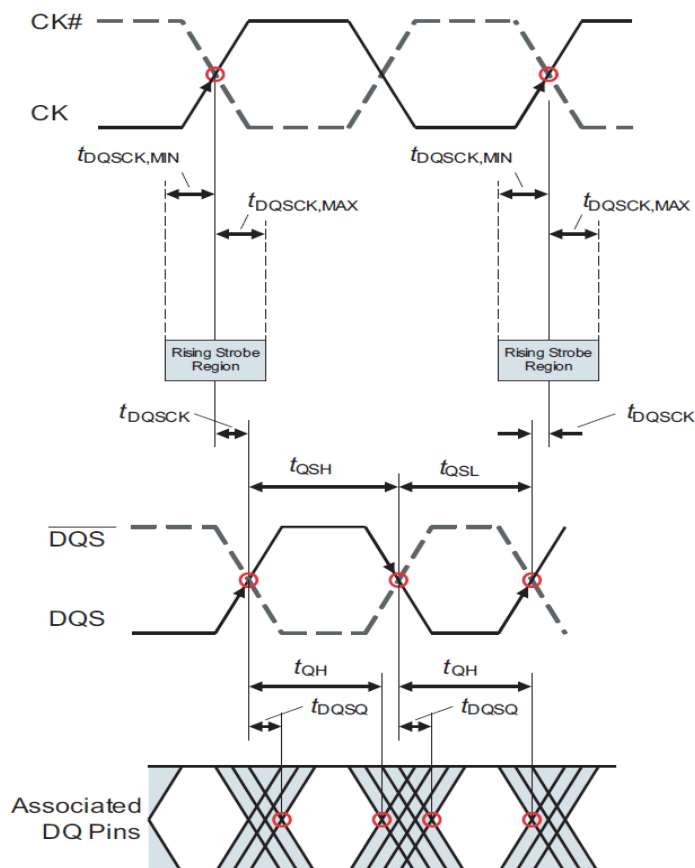 CK#
CK
tDQSCK,MIN
tDQSCK,MIN
tDQSCK,MAX
tDQSCK,MAX
Rising Strobe
Region
Rising Strobe
Region
tDQSCK
tDQSCK
tQSH
tQSL
DQS
DQS
tQH
tQH
tDQSQ
tDQSQ
Associated
DQ Pins